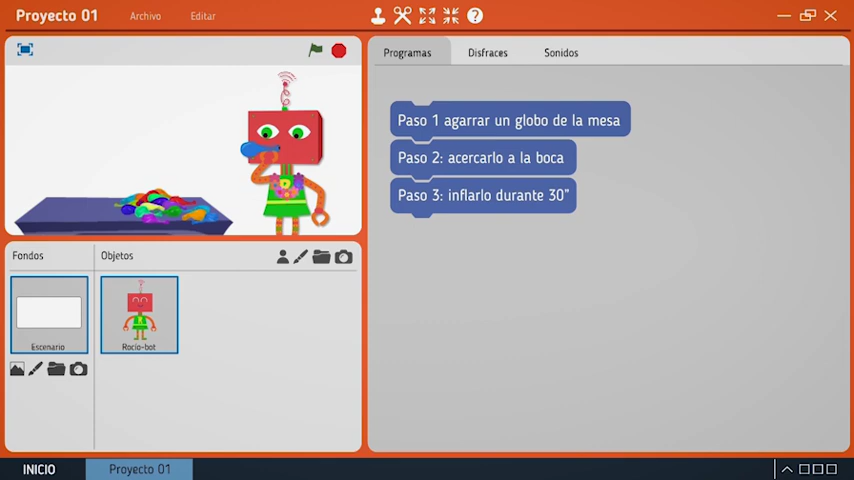 Proyecto 01
Archivo
Editar
Programas
Disfraces
Sonidos
Paso 1 agarrar un globo de la mesa
Paso 2: acercarlo a la boca
Paso 3: inflarlo durante 30”
Fondos
Objetos
Escenario
Rocio-bot
INICIO
Proyecto 01